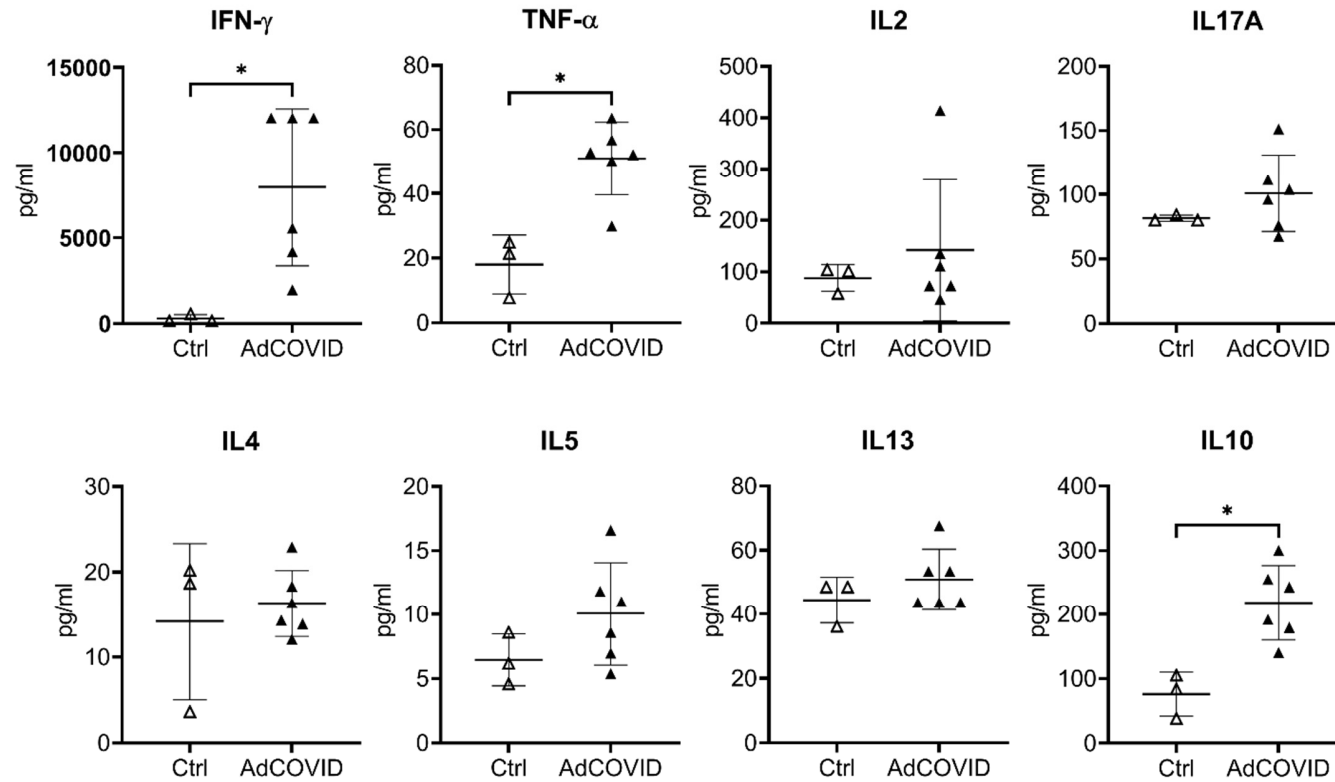 IFN-γ
TNF-α
IL2
IL17A
pg/ml
15000
10000
5000
0
*
Ctrl
AdCOVID
pg/ml
80
60
40
20
0
*
Ctrl
AdCOVID
pg/ml
500
400
300
200
100
0
Ctrl
AdCOVID
pg/ml
200
150
100
50
0
Ctrl
AdCOVID
IL4
IL5
IL13
IL10
pg/ml
30
20
10
0
Ctrl
AdCOVID
pg/ml
20
15
10
5
0
Ctrl
AdCOVID
pg/ml
80
60
40
20
0
Ctrl
AdCOVID
pg/ml
400
300
200
100
0
*
Ctrl
AdCOVID